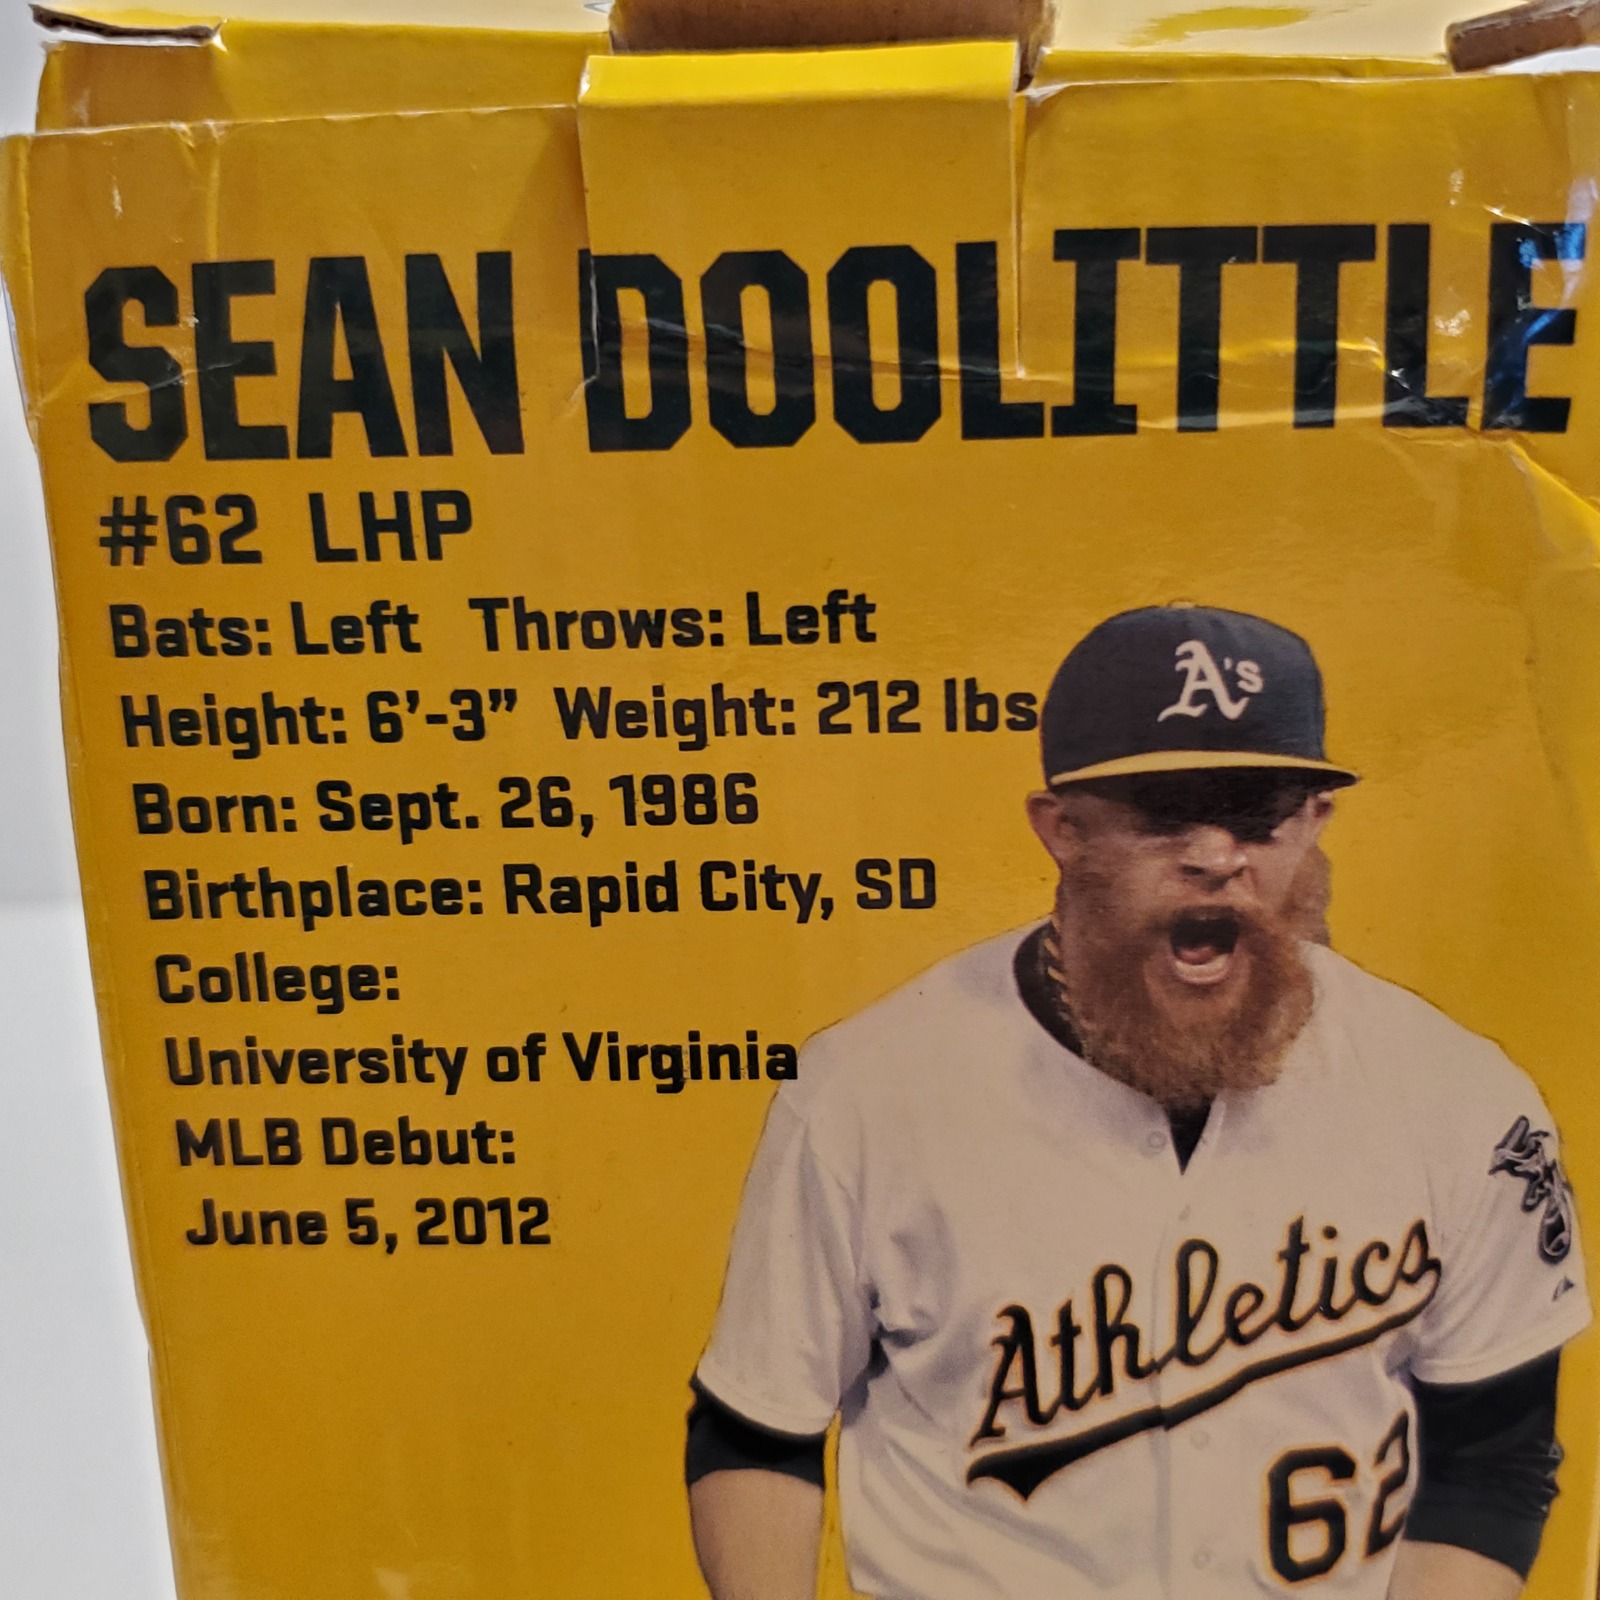 SEAN DOOLITTLE
#62 LHP
Bats: Left Throws: Left
Height: 6’-3” Weight: 212 lbs
Born: Sept. 26, 1986
Birthplace: Rapid City, SD
College:
University of Virginia
MLB Debut:
June 5, 2012
A's
Athletics
62